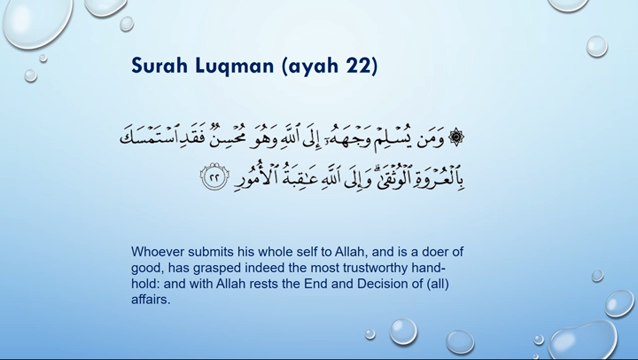 Surah Luqman (ayah 22)
۞ وَمَن يُسْلِمْ وَجْهَهُۥٓ إِلَى ٱللَّهِ وَهُوَ مُحْسِنٌ فَقَدِ ٱسْتَمْسَكَ
بِٱلْعُرْوَةِ ٱلْوُثْقَىٰ ۗ وَإِلَى ٱللَّهِ عَٰقِبَةُ ٱلْأُمُورِ ٢٢
Whoever submits his whole self to Allah, and is a doer of
good, has grasped indeed the most trustworthy hand-
hold: and with Allah rests the End and Decision of (all)
affairs.